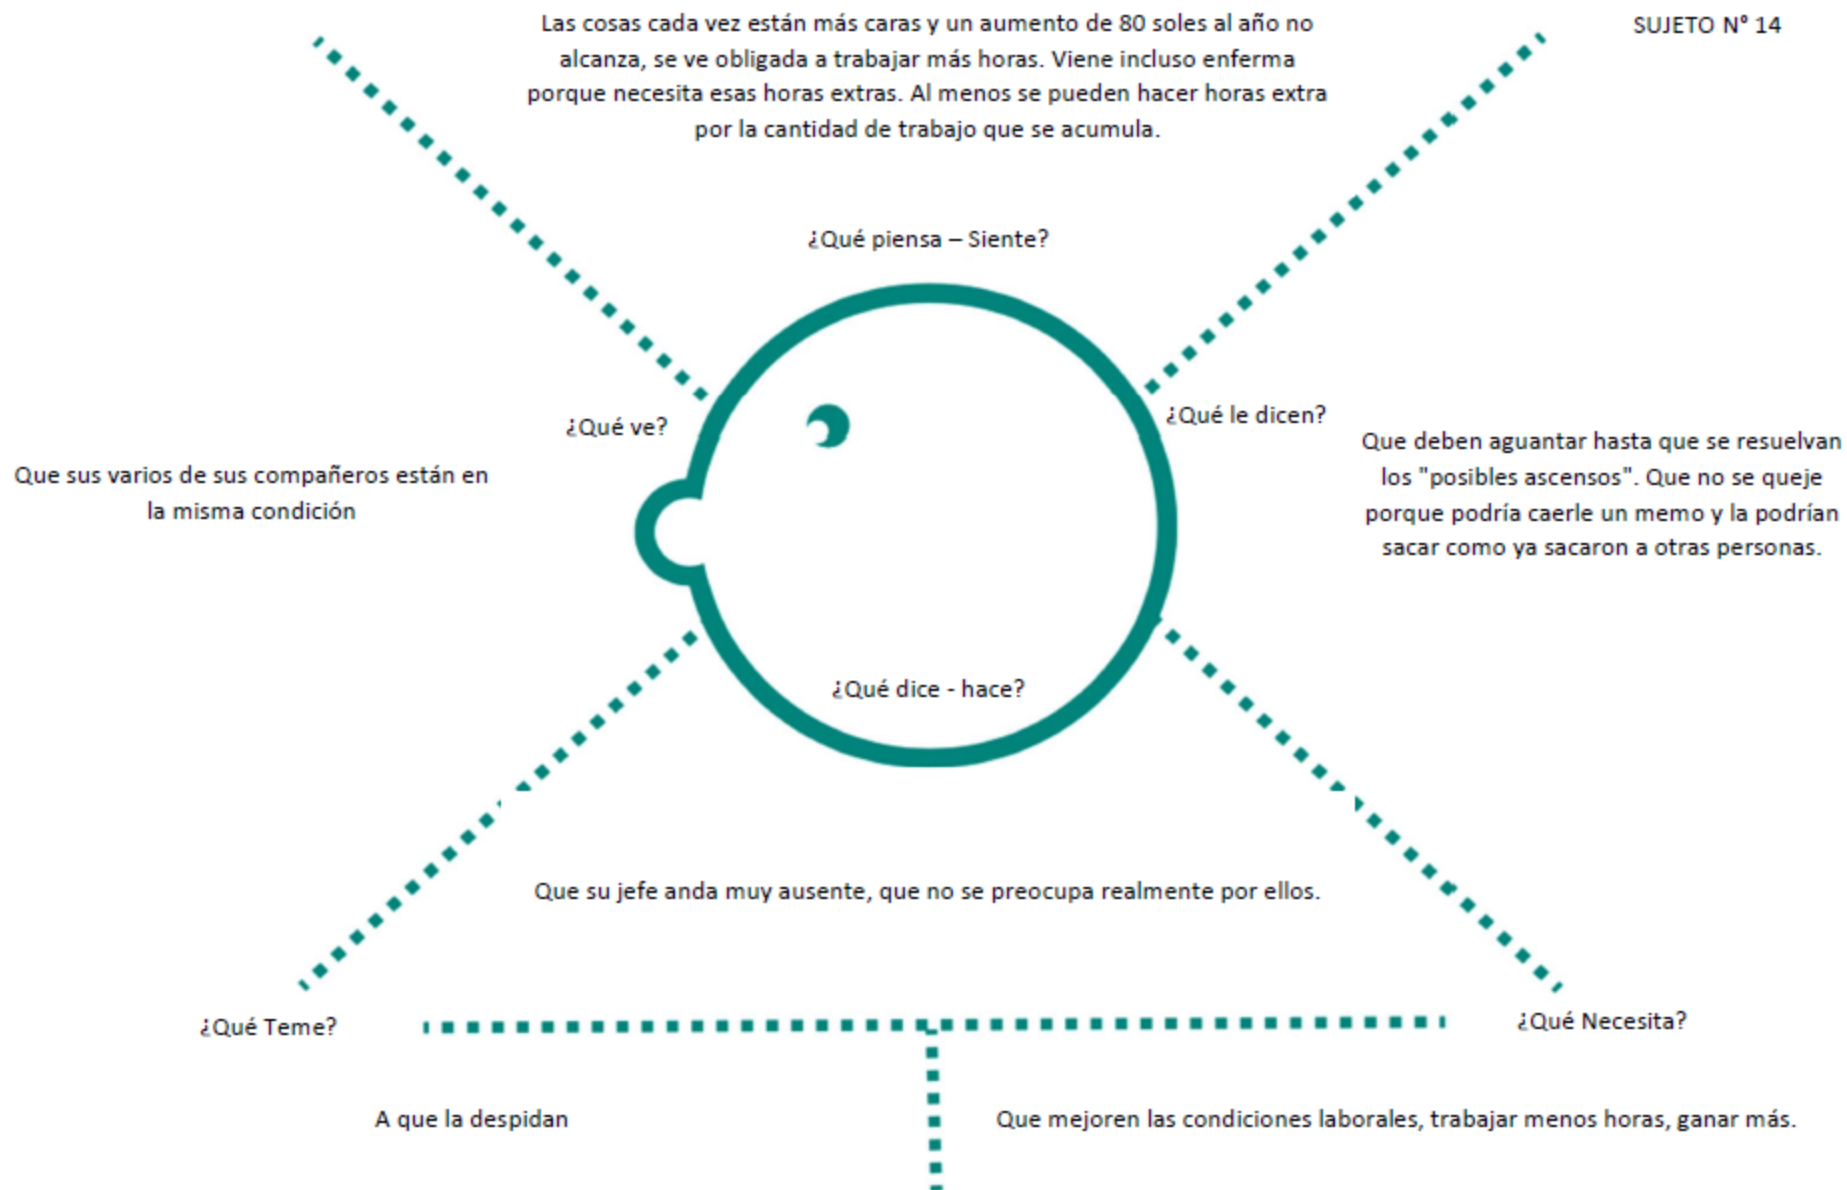 Las cosas cada vez están más caras y un aumento de 80 soles al año no
alcanza, se ve obligada a trabajar más horas. Viene incluso enferma
porque necesita esas horas extras. Al menos se pueden hacer horas extra
por la cantidad de trabajo que se acumula.
SUJETO Nº 14
¿Qué piensa – Siente?
¿Qué ve?
Que sus varios de sus compañeros están en
la misma condición
¿Qué le dicen?
Que deben aguantar hasta que se resuelvan
los "posibles ascensos". Que no se queje
porque podría caerle un memo y la podrían
sacar como ya sacaron a otras personas.
¿Qué dice - hace?
Que su jefe anda muy ausente, que no se preocupa realmente por ellos.
¿Qué Teme?
A que la despidan
¿Qué Necesita?
Que mejoren las condiciones laborales, trabajar menos horas, ganar más.